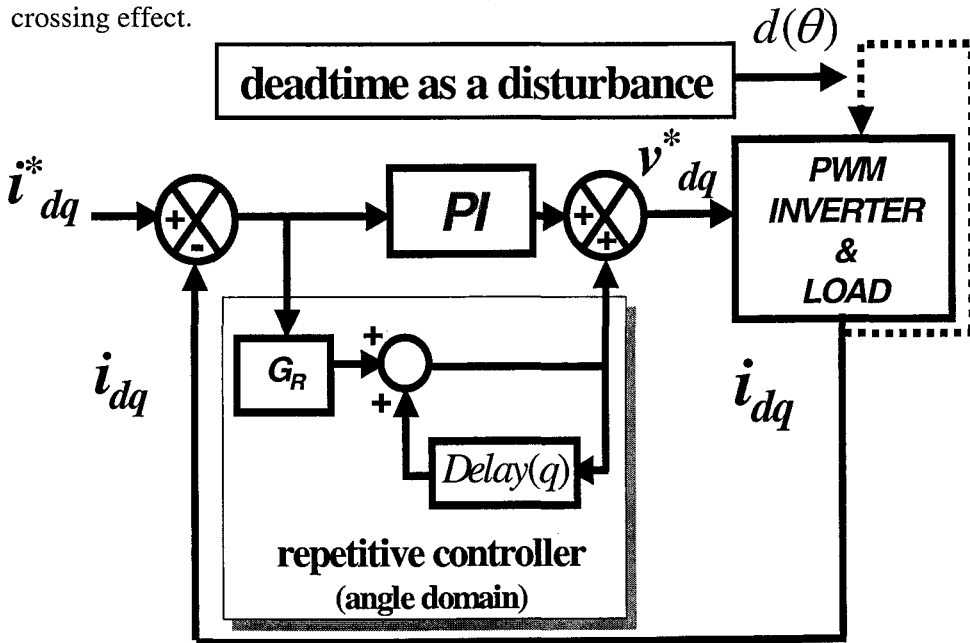 crossing effect.
d(θ)
deadtime as a disturbance
i*dq
+
-
PI
+
+
v*dq
PWM
INVERTER
&
LOAD
idq
GR
+
+
Delay(q)
idq
repetitive controller
(angle domain)